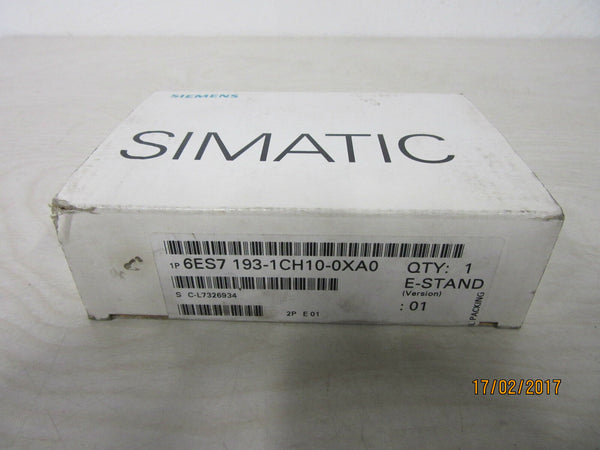 SIEMENS
SIMATIC
1P 6ES7 193-1CH10-0XA0 QTY: 1
E-STAND
(Version)
S C-L7326934
: 01
2P E 01
PACKING
17/02/2017